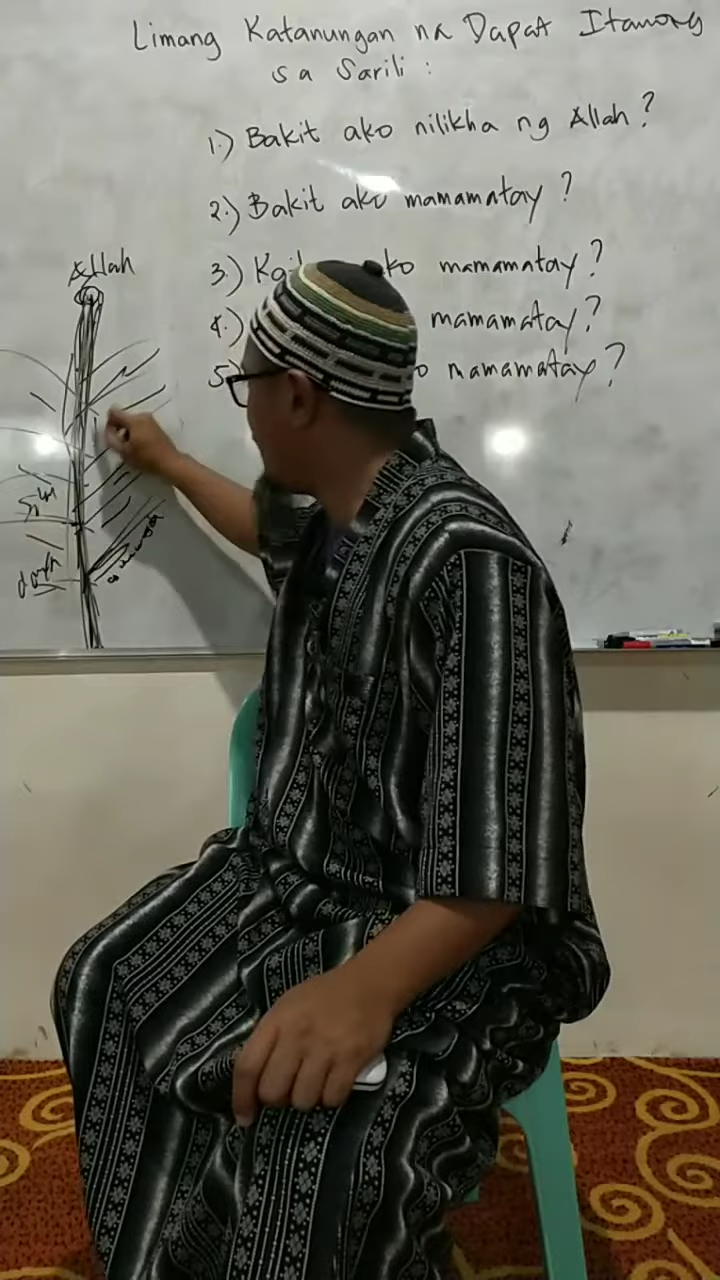 Limang Katanungan na Dapat Itanong
sa Sarili :
1.) Bakit ako nilikha ng Allah?
2.) Bakit ako mamamatay?
3) ko mamamatay?
4.) mamamatay?
5) mamamatay?
Allah